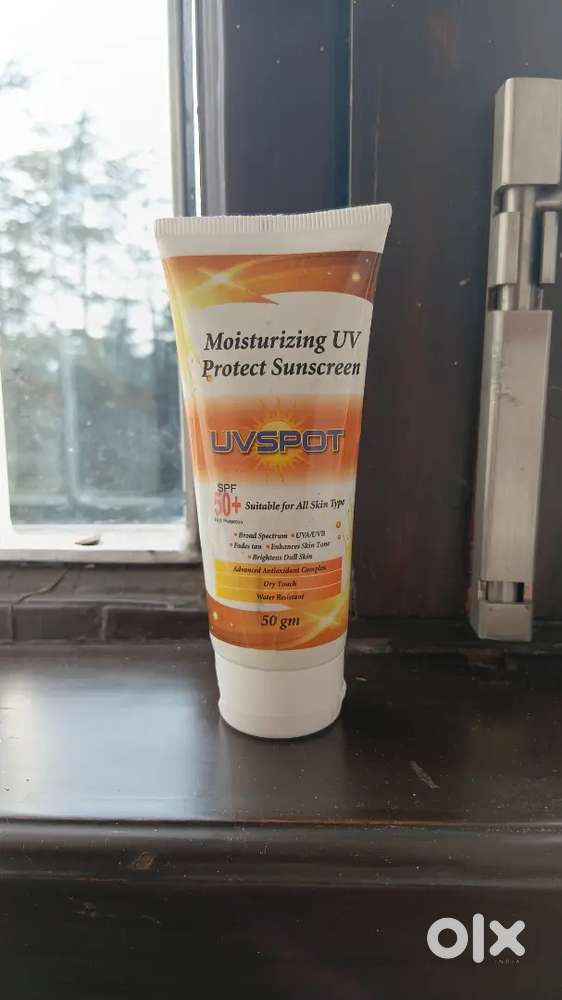 Moisturizing UV
Protect Sunscreen
UVSPOT
SPF
50+ Suitable for All Skin Type
• Broad Spectrum • UVA/UVB
• Fades tan • Enhances Skin Tone
• Brightens Dull Skin
Advanced Antioxidant Complex
Dry Touch
Water Resistant
50 gm
olx
INDIA